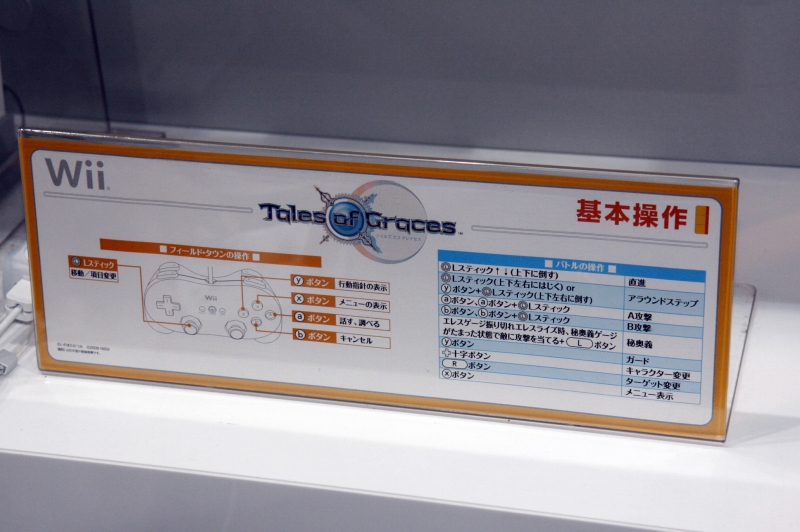 Wii
Tales of Graces
基本操作
■ フィールド・タウンの操作 ■
Lスティック
移動／項目変更
Wii
y ボタン 行動指針の表示
x ボタン メニューの表示
a ボタン 話す、調べる
b ボタン キャンセル
■ バトルの操作 ■
Lスティック↑↓(上下に倒す) 直進
Lスティック(上下左右にはじく) or
yボタン+Lスティック(上下左右に倒す) アラウンドステップ
aボタン、aボタン+Lスティック A攻撃
bボタン、bボタン+Lスティック B攻撃
エレスゲージ振り切れエレスライズ時、秘奥義ゲージ
がたまった状態で敵に攻撃を当てる+Lボタン 秘奥義
yボタン ガード
十字ボタン キャラクター変更
Rボタン ターゲット変更
xボタン メニュー表示